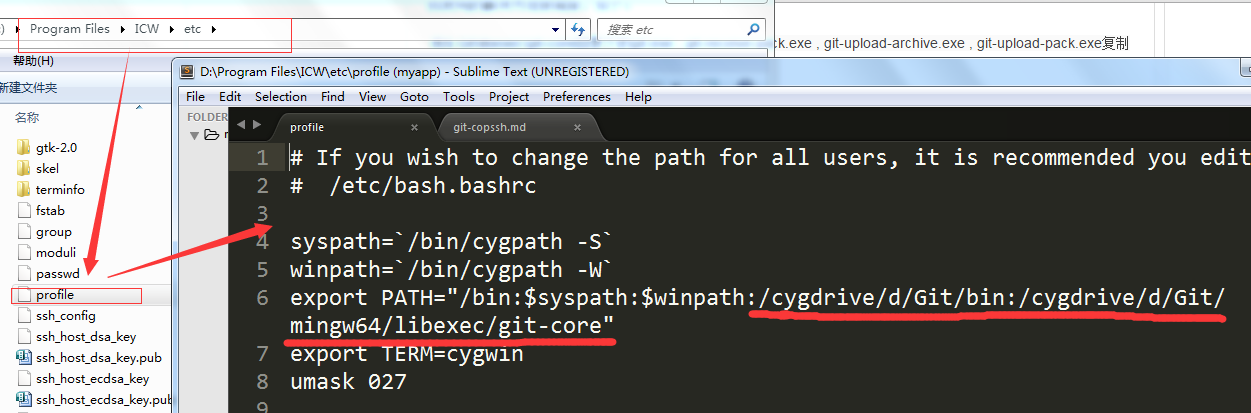 Program Files ICW etc
搜索 etc
pack.exe , git-upload-archive.exe , git-upload-pack.exe复制
帮助(H)
新建文件夹
名称
gtk-2.0
skel
terminfo
fstab
group
moduli
passwd
profile
ssh_config
ssh_host_dsa_key
ssh_host_dsa_key.pub
ssh_host_ecdsa_key
ssh_host_ecdsa_key.pub
D:\Program Files\ICW\etc\profile (myapp) - Sublime Text (UNREGISTERED)
File Edit Selection Find View Goto Tools Project Preferences Help
FOLDER
profile × git-copssh.md ×
1 # If you wish to change the path for all users, it is recommended you edit
2 #  /etc/bash.bashrc
3
4 syspath=`/bin/cygpath -S`
5 winpath=`/bin/cygpath -W`
6 export PATH="/bin:$syspath:$winpath:/cygdrive/d/Git/bin:/cygdrive/d/Git/
mingw64/libexec/git-core"
7 export TERM=cygwin
8 umask 027
9